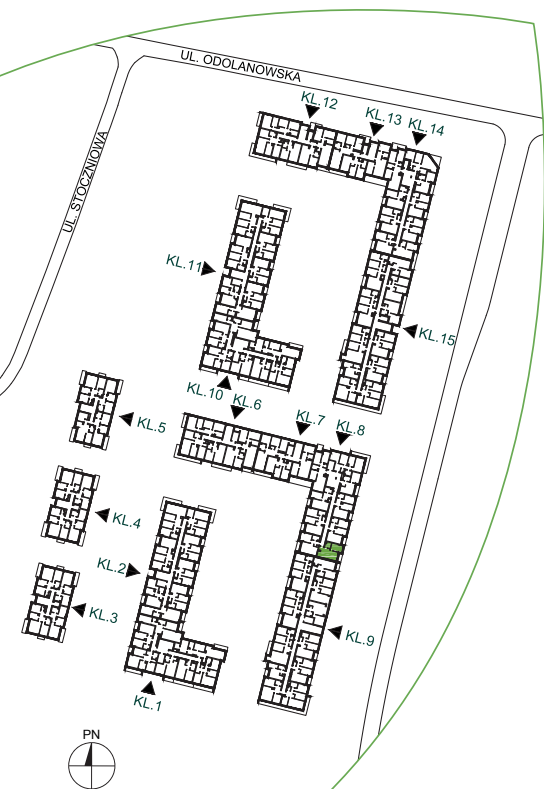 UL. ODOLANOWSKA
UL. STOCZNIOWA
KL.12
KL.13
KL.14
KL.11
KL.15
KL.10
KL.6
KL.7
KL.8
KL.5
KL.4
KL.2
KL.3
KL.9
KL.1
PN